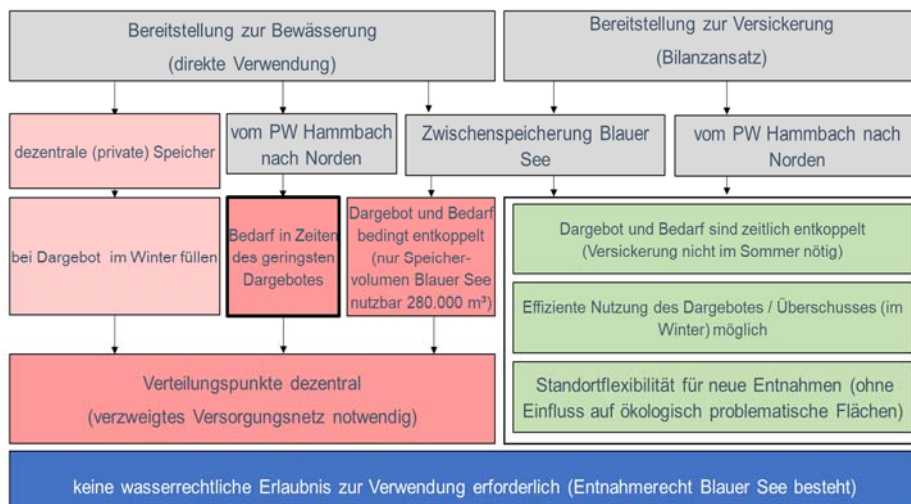 Bereitstellung zur Bewässerung
(direkte Verwendung)
Bereitstellung zur Versickerung
(Bilanzansatz)
dezentrale (private) Speicher
vom PW Hammbach
nach Norden
Zwischenspeicherung Blauer
See
vom PW Hammbach nach
Norden
bei Dargebot im Winter füllen
Bedarf in Zeiten
des geringsten
Dargebotes
Dargebot und Bedarf
bedingt entkoppelt
(nur Speicher-
volumen Blauer See
nutzbar 280.000 m³)
Dargebot und Bedarf sind zeitlich entkoppelt
(Versickerung nicht im Sommer nötig)
Effiziente Nutzung des Dargebotes / Überschusses (im
Winter) möglich
Standortflexibilität für neue Entnahmen (ohne
Einfluss auf ökologisch problematische Flächen)
Verteilungspunkte dezentral
(verzweigtes Versorgungsnetz notwendig)
keine wasserrechtliche Erlaubnis zur Verwendung erforderlich (Entnahmerecht Blauer See besteht)